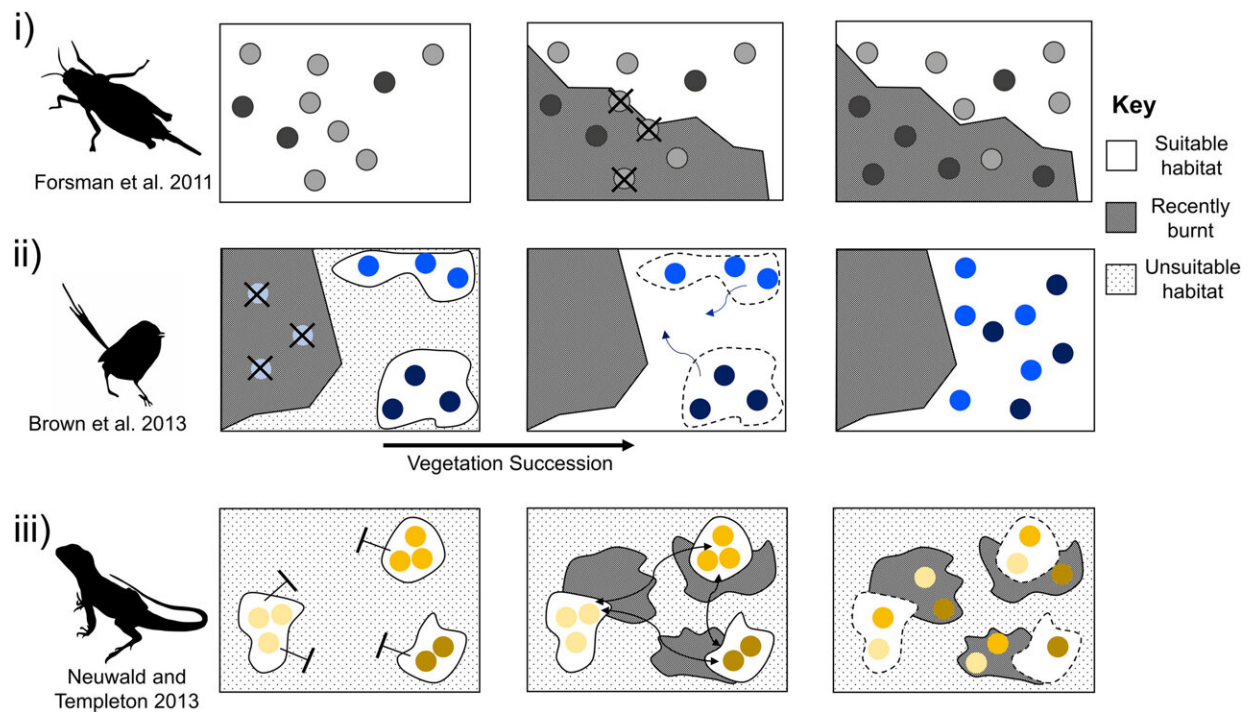 i)
Forsman et al. 2011
Key
Suitable
habitat
Recently
burnt
Unsuitable
habitat
ii)
Brown et al. 2013
Vegetation Succession
iii)
Neuwald and
Templeton 2013